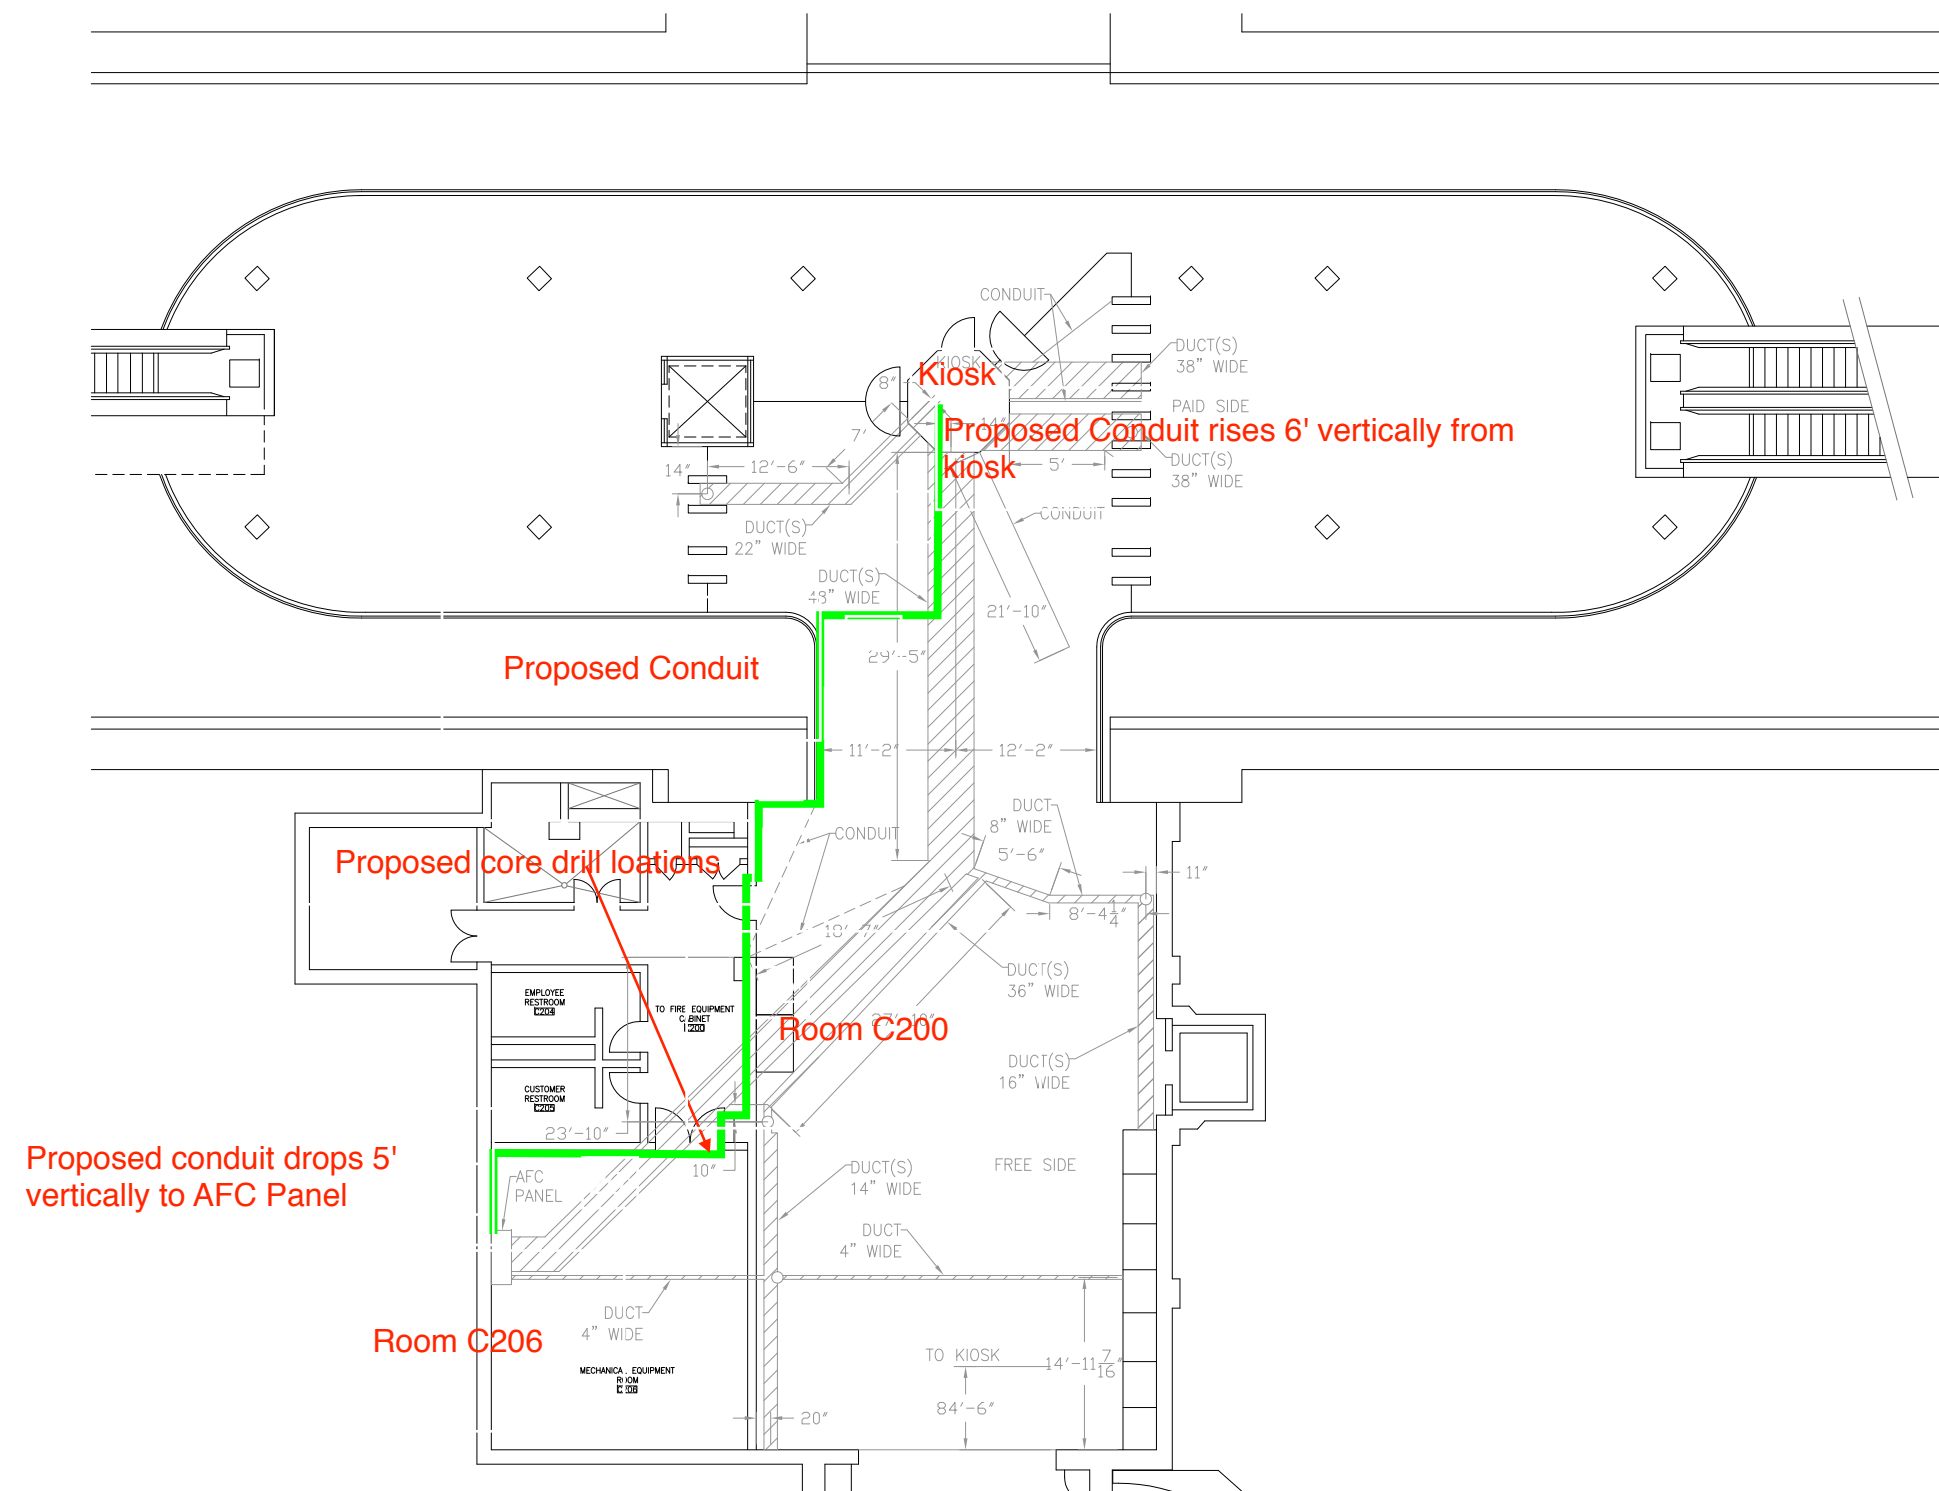 CONDUIT
DUCT(S)
38" WIDE
KIOSK
Kiosk
8"
PAID SIDE
14"
Proposed Conduit rises 6' vertically from
kiosk
7'
14"
12'-6"
5'
DUCT(S)
38" WIDE
CONDUIT
DUCT(S)
22" WIDE
DUCT(S)
48" WIDE
21'-10"
29'-5"
Proposed Conduit
11'-2"
12'-2"
DUCT
8" WIDE
CONDUIT
5'-6"
Proposed core drill loations
11"
8'-4 1/4"
18'-7"
DUCT(S)
36" WIDE
EMPLOYEE
RESTROOM
C204
TO FIRE EQUIPMENT
CABINET
Room C200
27'-10"
DUCT(S)
16" WIDE
CUSTOMER
RESTROOM
C205
23'-10"
Proposed conduit drops 5'
vertically to AFC Panel
10"
AFC
PANEL
DUCT(S)
14" WIDE
FREE SIDE
DUCT
4" WIDE
DUCT
4" WIDE
Room C206
TO KIOSK
14'-11 7/16"
MECHANICAL EQUIPMENT
ROOM
84'-6"
20"